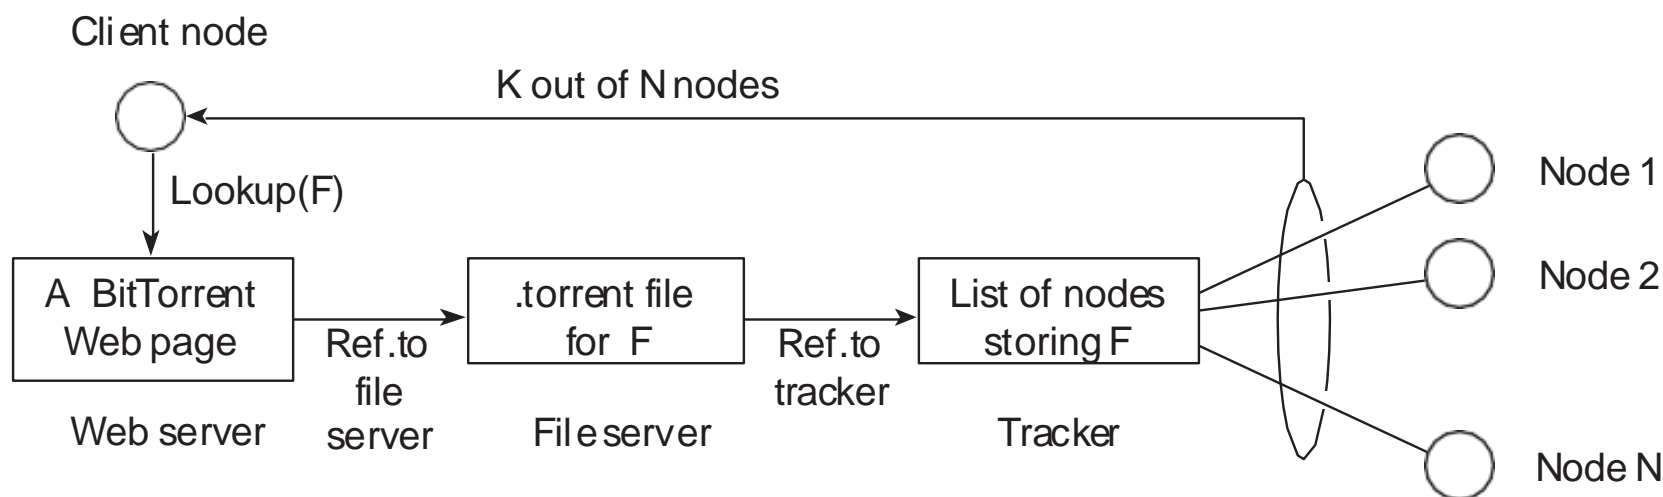 Client node
K out of N nodes
Node 1
Lookup(F)
Node 2
A BitTorrent
Web page
Ref. to
file
server
.torrent file
for F
Ref. to
tracker
List of nodes
storing F
Web server
File server
Tracker
Node N